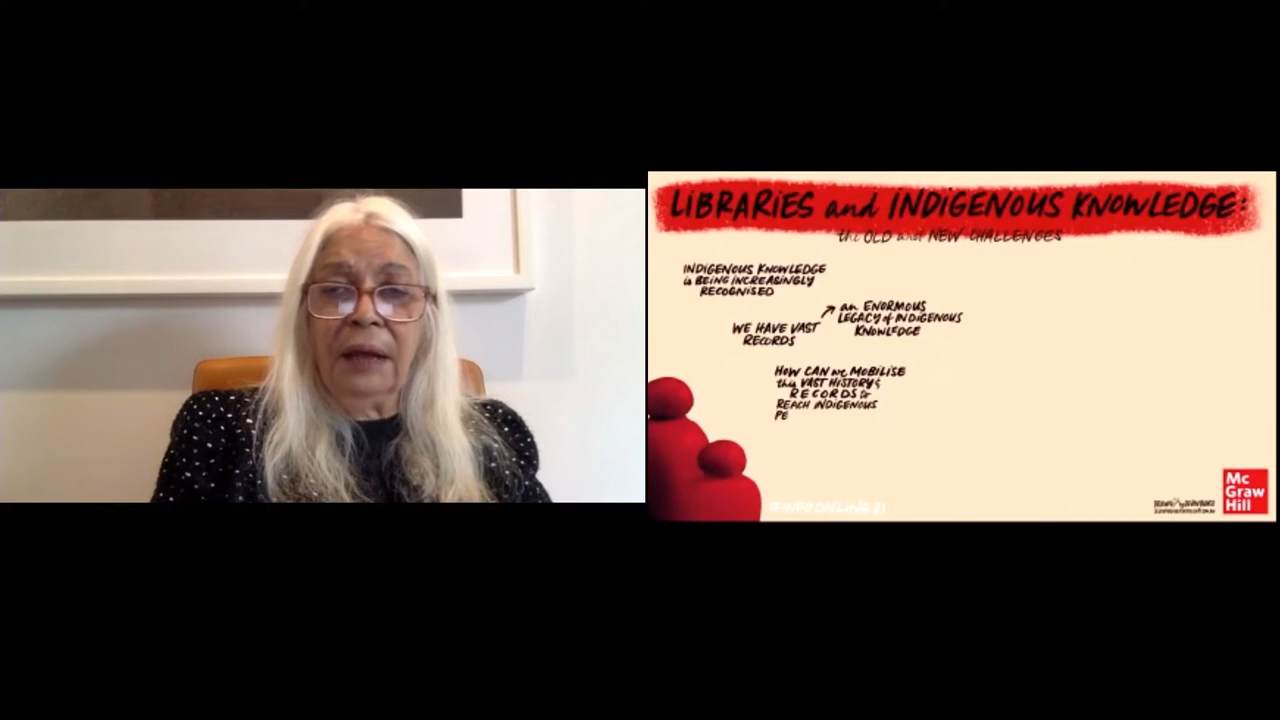 LiBRARiES and iNDiGENOUS KNOWLEDGE:
the OLD and NEW CHALLENGES
iNDiGENOUS KNOWLEDGE
is BEiNG iNCREASiNGLY
RECOGNiSED
an ENORMOUS
LEGACY of iNDiGENOUS
KNOWLEDGE
WE HAVE VAST
RECORDS
HOW CAN we MOBiLiSE
this VAST HiSTORY &
RECORDS to
REACH iNDiGENOUS
PE
#iNFOONLiNE21
Mc
Graw
Hill